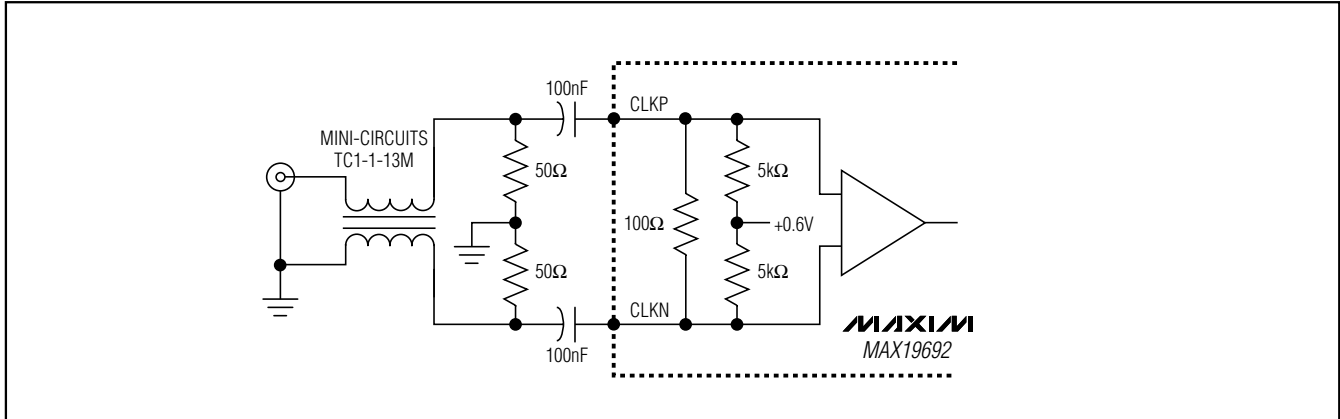 100nF
CLKP
MINI-CIRCUITS
TC1-1-13M
50Ω
5kΩ
100Ω
+0.6V
50Ω
5kΩ
CLKN
100nF
MAXIM
MAX19692